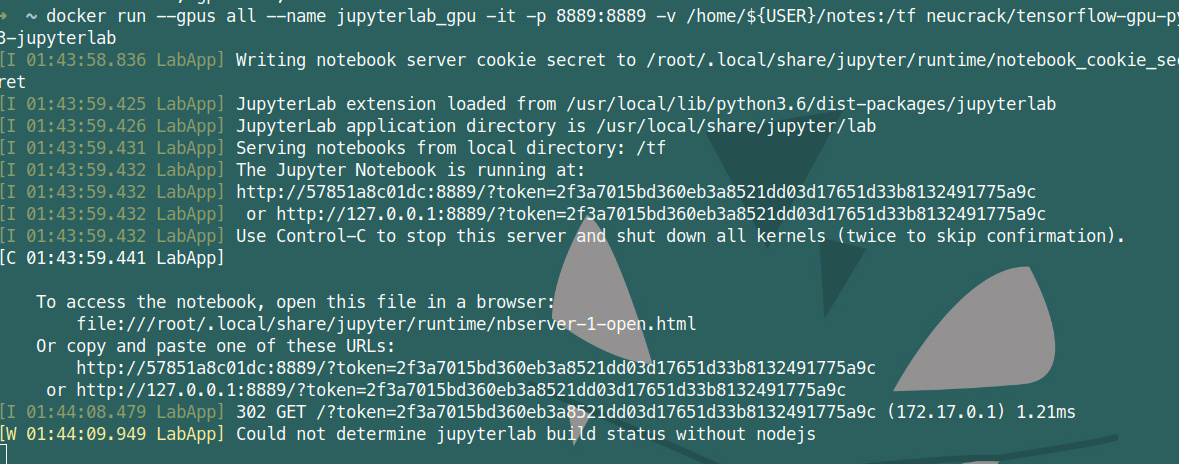 ➜ ~ docker run --gpus all --name jupyterlab_gpu -it -p 8889:8889 -v /home/${USER}/notes:/tf neucrack/tensorflow-gpu-py
3-jupyterlab
[I 01:43:58.836 LabApp] Writing notebook server cookie secret to /root/.local/share/jupyter/runtime/notebook_cookie_sec
ret
[I 01:43:59.425 LabApp] JupyterLab extension loaded from /usr/local/lib/python3.6/dist-packages/jupyterlab
[I 01:43:59.426 LabApp] JupyterLab application directory is /usr/local/share/jupyter/lab
[I 01:43:59.431 LabApp] Serving notebooks from local directory: /tf
[I 01:43:59.432 LabApp] The Jupyter Notebook is running at:
[I 01:43:59.432 LabApp] http://57851a8c01dc:8889/?token=2f3a7015bd360eb3a8521dd03d17651d33b8132491775a9c
[I 01:43:59.432 LabApp]  or http://127.0.0.1:8889/?token=2f3a7015bd360eb3a8521dd03d17651d33b8132491775a9c
[I 01:43:59.432 LabApp] Use Control-C to stop this server and shut down all kernels (twice to skip confirmation).
[C 01:43:59.441 LabApp]
To access the notebook, open this file in a browser:
file:///root/.local/share/jupyter/runtime/nbserver-1-open.html
Or copy and paste one of these URLs:
http://57851a8c01dc:8889/?token=2f3a7015bd360eb3a8521dd03d17651d33b8132491775a9c
or http://127.0.0.1:8889/?token=2f3a7015bd360eb3a8521dd03d17651d33b8132491775a9c
[I 01:44:08.479 LabApp] 302 GET /?token=2f3a7015bd360eb3a8521dd03d17651d33b8132491775a9c (172.17.0.1) 1.21ms
[W 01:44:09.949 LabApp] Could not determine jupyterlab build status without nodejs